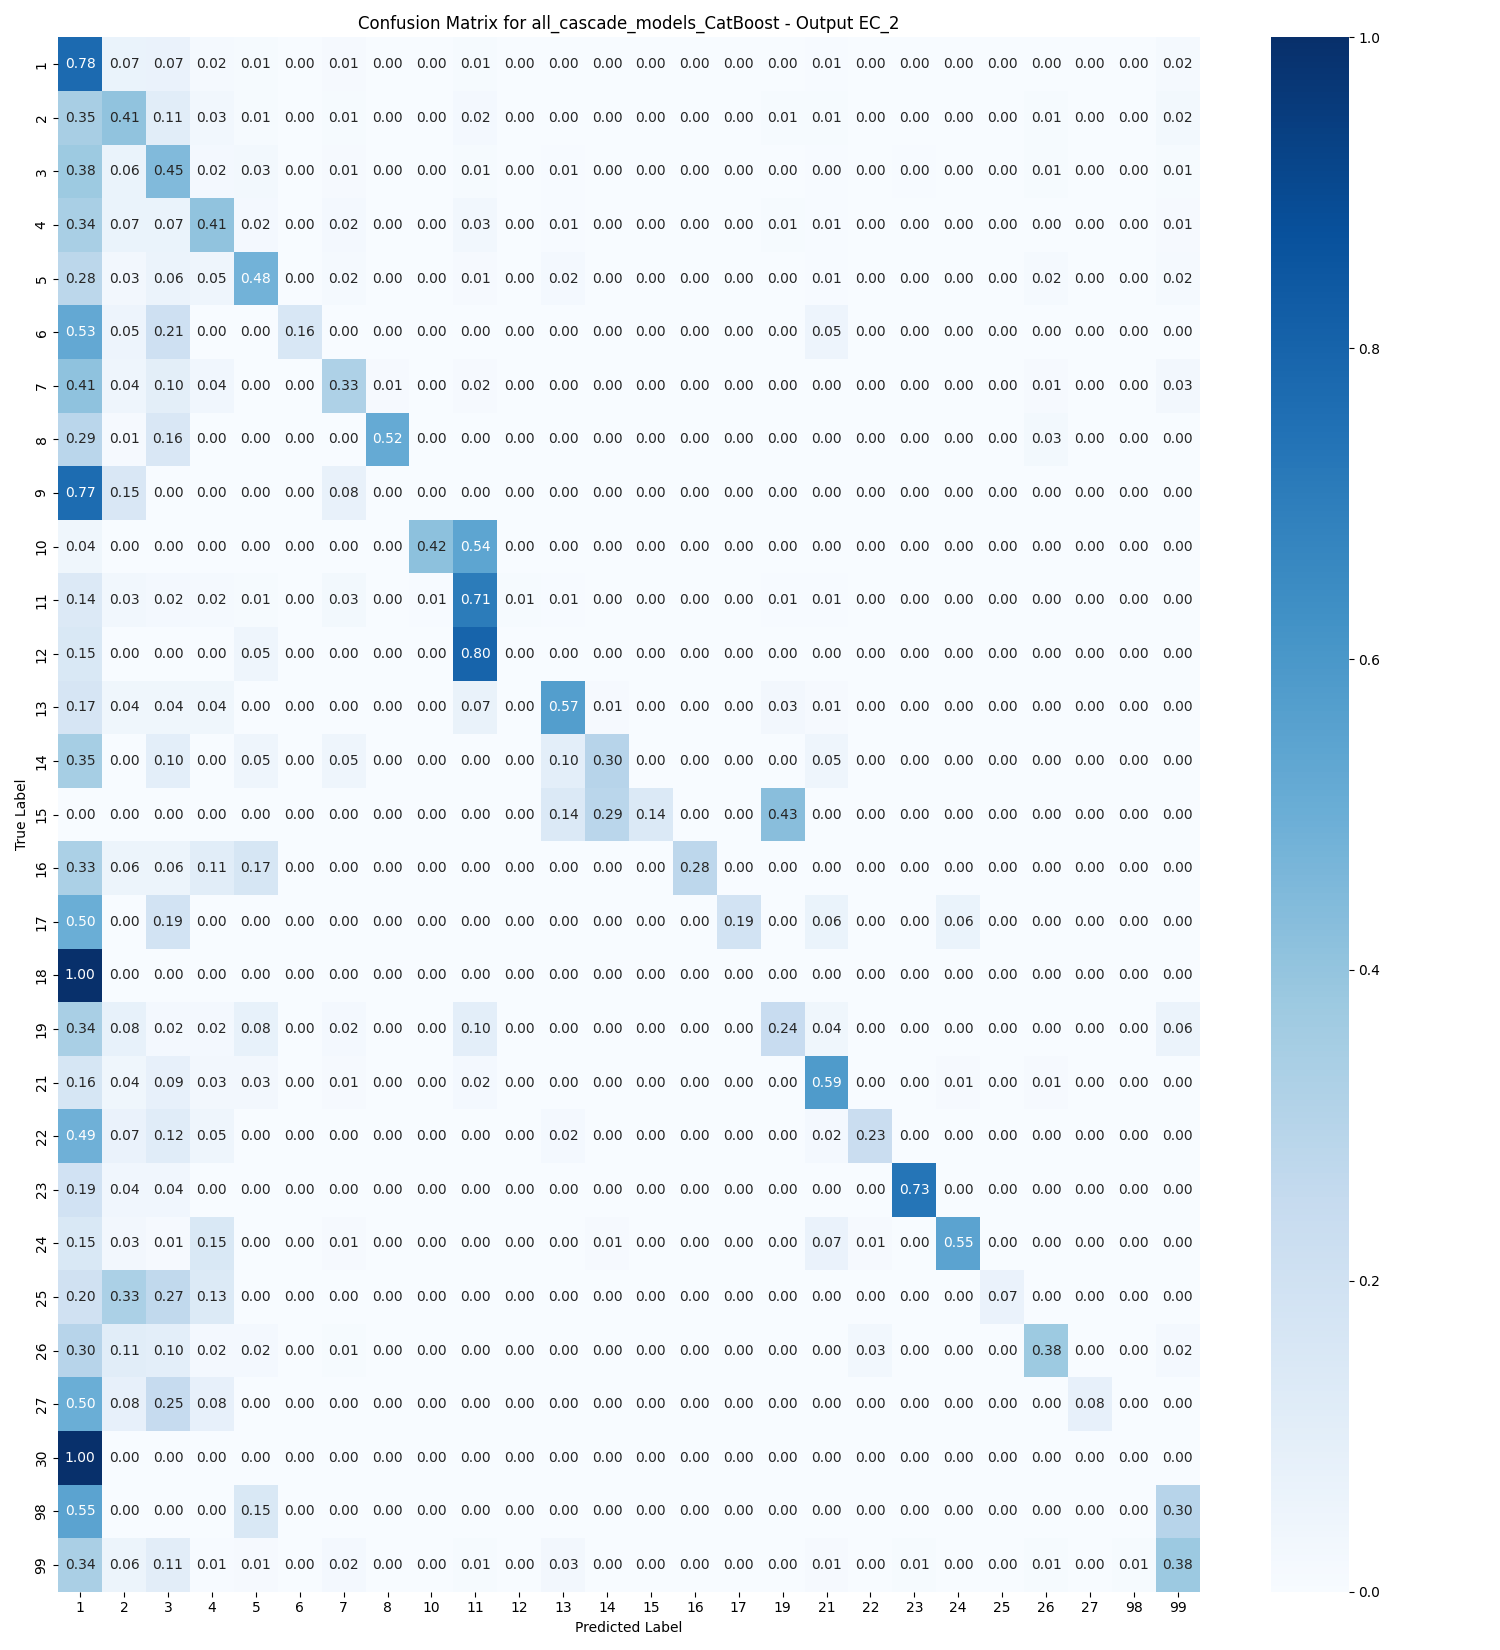 Confusion Matrix for all_cascade_models_CatBoost - Output EC_2
1 0.78 0.07 0.07 0.02 0.01 0.00 0.01 0.00 0.00 0.01 0.00 0.00 0.00 0.00 0.00 0.00 0.00 0.01 0.00 0.00 0.00 0.00 0.00 0.00 0.00 0.02
2 0.35 0.41 0.11 0.03 0.01 0.00 0.01 0.00 0.00 0.02 0.00 0.00 0.00 0.00 0.00 0.00 0.01 0.01 0.00 0.00 0.00 0.00 0.01 0.00 0.00 0.02
3 0.38 0.06 0.45 0.02 0.03 0.00 0.01 0.00 0.00 0.01 0.00 0.01 0.00 0.00 0.00 0.00 0.00 0.00 0.00 0.00 0.00 0.00 0.01 0.00 0.00 0.01
4 0.34 0.07 0.07 0.41 0.02 0.00 0.02 0.00 0.00 0.03 0.00 0.01 0.00 0.00 0.00 0.00 0.01 0.01 0.00 0.00 0.00 0.00 0.00 0.00 0.00 0.01
5 0.28 0.03 0.06 0.05 0.48 0.00 0.02 0.00 0.00 0.01 0.00 0.02 0.00 0.00 0.00 0.00 0.00 0.01 0.00 0.00 0.00 0.00 0.02 0.00 0.00 0.02
6 0.53 0.05 0.21 0.00 0.00 0.16 0.00 0.00 0.00 0.00 0.00 0.00 0.00 0.00 0.00 0.00 0.00 0.05 0.00 0.00 0.00 0.00 0.00 0.00 0.00 0.00
7 0.41 0.04 0.10 0.04 0.00 0.00 0.33 0.01 0.00 0.02 0.00 0.00 0.00 0.00 0.00 0.00 0.00 0.00 0.00 0.00 0.00 0.00 0.01 0.00 0.00 0.03
8 0.29 0.01 0.16 0.00 0.00 0.00 0.00 0.52 0.00 0.00 0.00 0.00 0.00 0.00 0.00 0.00 0.00 0.00 0.00 0.00 0.00 0.00 0.03 0.00 0.00 0.00
9 0.77 0.15 0.00 0.00 0.00 0.00 0.08 0.00 0.00 0.00 0.00 0.00 0.00 0.00 0.00 0.00 0.00 0.00 0.00 0.00 0.00 0.00 0.00 0.00 0.00 0.00
10 0.04 0.00 0.00 0.00 0.00 0.00 0.00 0.00 0.42 0.54 0.00 0.00 0.00 0.00 0.00 0.00 0.00 0.00 0.00 0.00 0.00 0.00 0.00 0.00 0.00 0.00
11 0.14 0.03 0.02 0.02 0.01 0.00 0.03 0.00 0.01 0.71 0.01 0.01 0.00 0.00 0.00 0.00 0.01 0.01 0.00 0.00 0.00 0.00 0.00 0.00 0.00 0.00
12 0.15 0.00 0.00 0.00 0.05 0.00 0.00 0.00 0.00 0.80 0.00 0.00 0.00 0.00 0.00 0.00 0.00 0.00 0.00 0.00 0.00 0.00 0.00 0.00 0.00 0.00
13 0.17 0.04 0.04 0.04 0.00 0.00 0.00 0.00 0.00 0.07 0.00 0.57 0.01 0.00 0.00 0.00 0.03 0.01 0.00 0.00 0.00 0.00 0.00 0.00 0.00 0.00
14 0.35 0.00 0.10 0.00 0.05 0.00 0.05 0.00 0.00 0.00 0.00 0.10 0.30 0.00 0.00 0.00 0.00 0.05 0.00 0.00 0.00 0.00 0.00 0.00 0.00 0.00
15 0.00 0.00 0.00 0.00 0.00 0.00 0.00 0.00 0.00 0.00 0.00 0.14 0.29 0.14 0.00 0.00 0.43 0.00 0.00 0.00 0.00 0.00 0.00 0.00 0.00 0.00
16 0.33 0.06 0.06 0.11 0.17 0.00 0.00 0.00 0.00 0.00 0.00 0.00 0.00 0.00 0.28 0.00 0.00 0.00 0.00 0.00 0.00 0.00 0.00 0.00 0.00 0.00
17 0.50 0.00 0.19 0.00 0.00 0.00 0.00 0.00 0.00 0.00 0.00 0.00 0.00 0.00 0.00 0.19 0.00 0.06 0.00 0.00 0.06 0.00 0.00 0.00 0.00 0.00
18 1.00 0.00 0.00 0.00 0.00 0.00 0.00 0.00 0.00 0.00 0.00 0.00 0.00 0.00 0.00 0.00 0.00 0.00 0.00 0.00 0.00 0.00 0.00 0.00 0.00 0.00
19 0.34 0.08 0.02 0.02 0.08 0.00 0.02 0.00 0.00 0.10 0.00 0.00 0.00 0.00 0.00 0.00 0.24 0.04 0.00 0.00 0.00 0.00 0.00 0.00 0.00 0.06
21 0.16 0.04 0.09 0.03 0.03 0.00 0.01 0.00 0.00 0.02 0.00 0.00 0.00 0.00 0.00 0.00 0.00 0.59 0.00 0.00 0.01 0.00 0.01 0.00 0.00 0.00
22 0.49 0.07 0.12 0.05 0.00 0.00 0.00 0.00 0.00 0.00 0.00 0.02 0.00 0.00 0.00 0.00 0.00 0.02 0.23 0.00 0.00 0.00 0.00 0.00 0.00 0.00
23 0.19 0.04 0.04 0.00 0.00 0.00 0.00 0.00 0.00 0.00 0.00 0.00 0.00 0.00 0.00 0.00 0.00 0.00 0.00 0.73 0.00 0.00 0.00 0.00 0.00 0.00
24 0.15 0.03 0.01 0.15 0.00 0.00 0.01 0.00 0.00 0.00 0.00 0.00 0.01 0.00 0.00 0.00 0.00 0.07 0.01 0.00 0.55 0.00 0.00 0.00 0.00 0.00
25 0.20 0.33 0.27 0.13 0.00 0.00 0.00 0.00 0.00 0.00 0.00 0.00 0.00 0.00 0.00 0.00 0.00 0.00 0.00 0.00 0.00 0.07 0.00 0.00 0.00 0.00
26 0.30 0.11 0.10 0.02 0.02 0.00 0.01 0.00 0.00 0.00 0.00 0.00 0.00 0.00 0.00 0.00 0.00 0.00 0.03 0.00 0.00 0.00 0.38 0.00 0.00 0.02
27 0.50 0.08 0.25 0.08 0.00 0.00 0.00 0.00 0.00 0.00 0.00 0.00 0.00 0.00 0.00 0.00 0.00 0.00 0.00 0.00 0.00 0.00 0.00 0.08 0.00 0.00
30 1.00 0.00 0.00 0.00 0.00 0.00 0.00 0.00 0.00 0.00 0.00 0.00 0.00 0.00 0.00 0.00 0.00 0.00 0.00 0.00 0.00 0.00 0.00 0.00 0.00 0.00
98 0.55 0.00 0.00 0.00 0.15 0.00 0.00 0.00 0.00 0.00 0.00 0.00 0.00 0.00 0.00 0.00 0.00 0.00 0.00 0.00 0.00 0.00 0.00 0.00 0.00 0.30
99 0.34 0.06 0.11 0.01 0.01 0.00 0.02 0.00 0.00 0.01 0.00 0.03 0.00 0.00 0.00 0.00 0.00 0.01 0.00 0.01 0.00 0.00 0.01 0.00 0.01 0.38
1 2 3 4 5 6 7 8 10 11 12 13 14 15 16 17 19 21 22 23 24 25 26 27 98 99
Predicted Label
True Label
1.0
0.8
0.6
0.4
0.2
0.0